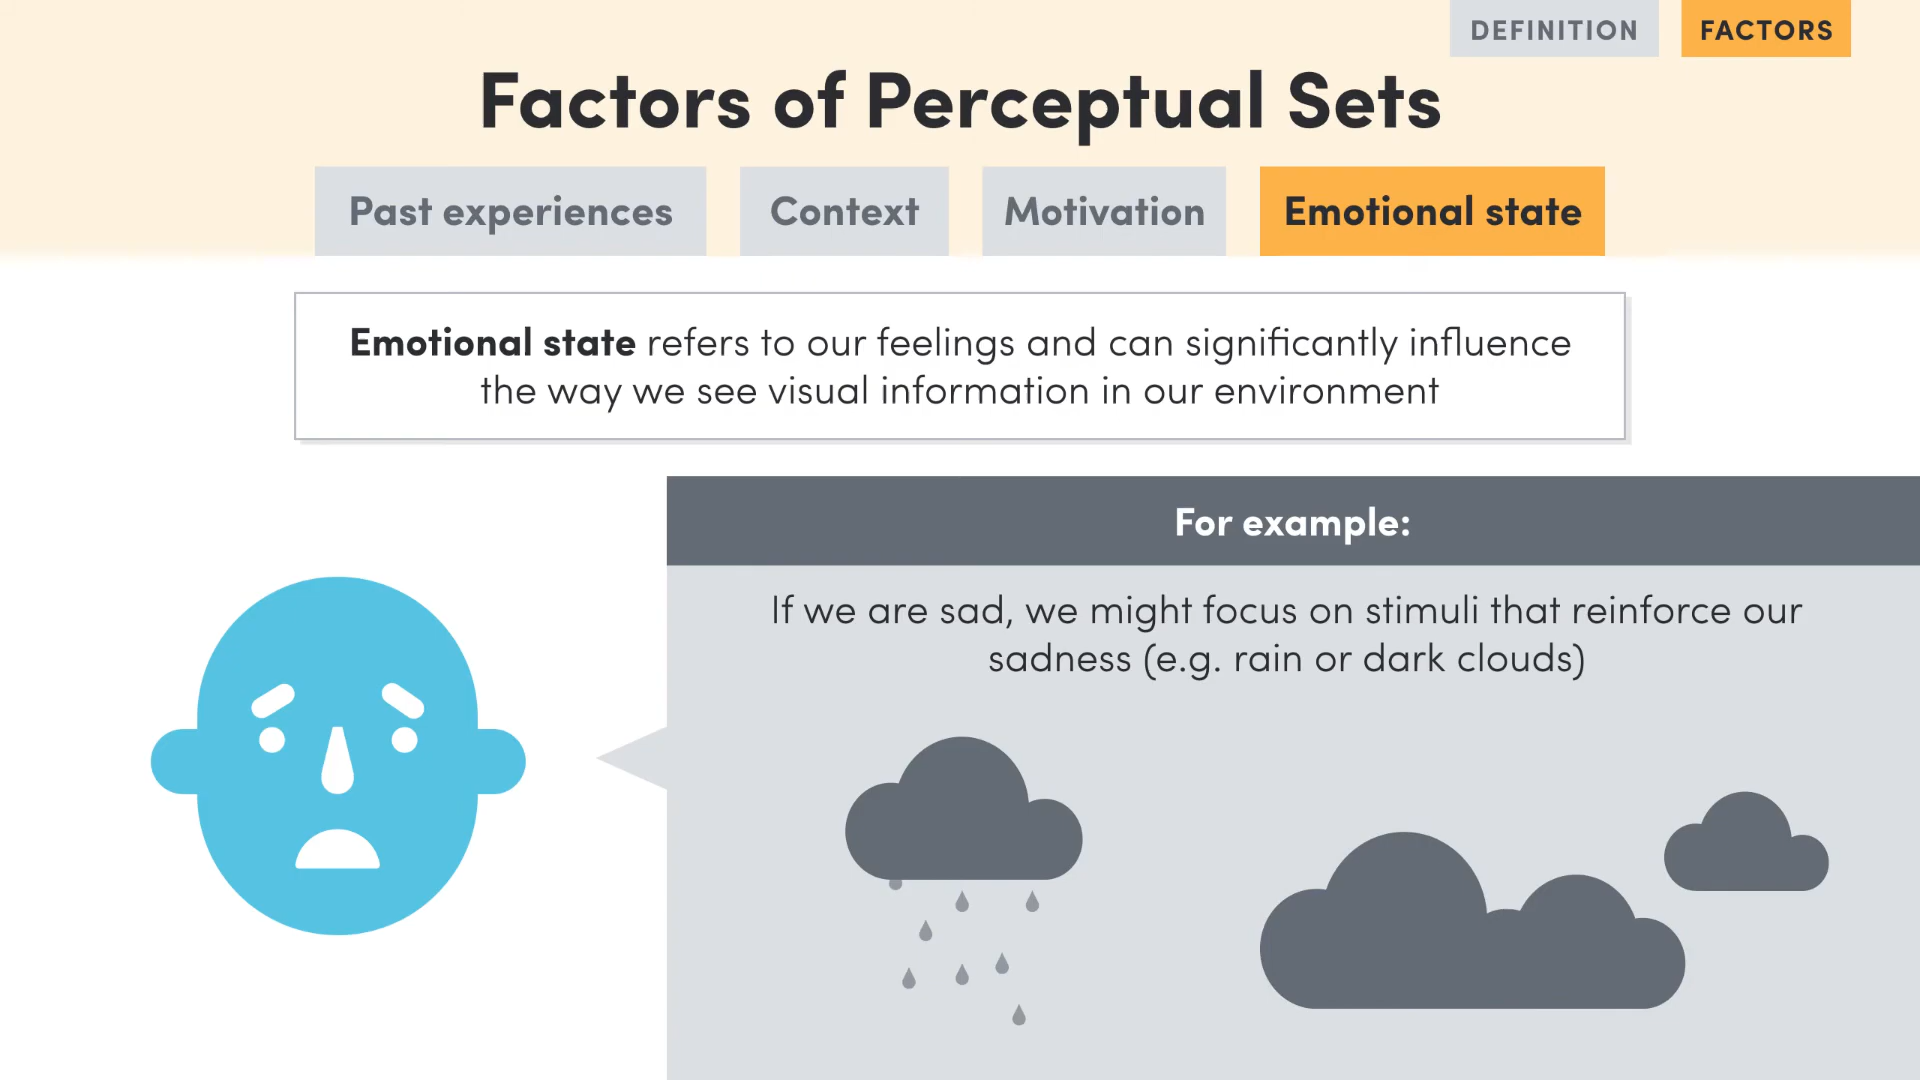 DEFINITION
FACTORS
Factors of Perceptual Sets
Past experiences
Context
Motivation
Emotional state
Emotional state refers to our feelings and can significantly influence
the way we see visual information in our environment
For example:
If we are sad, we might focus on stimuli that reinforce our
sadness (e.g. rain or dark clouds)